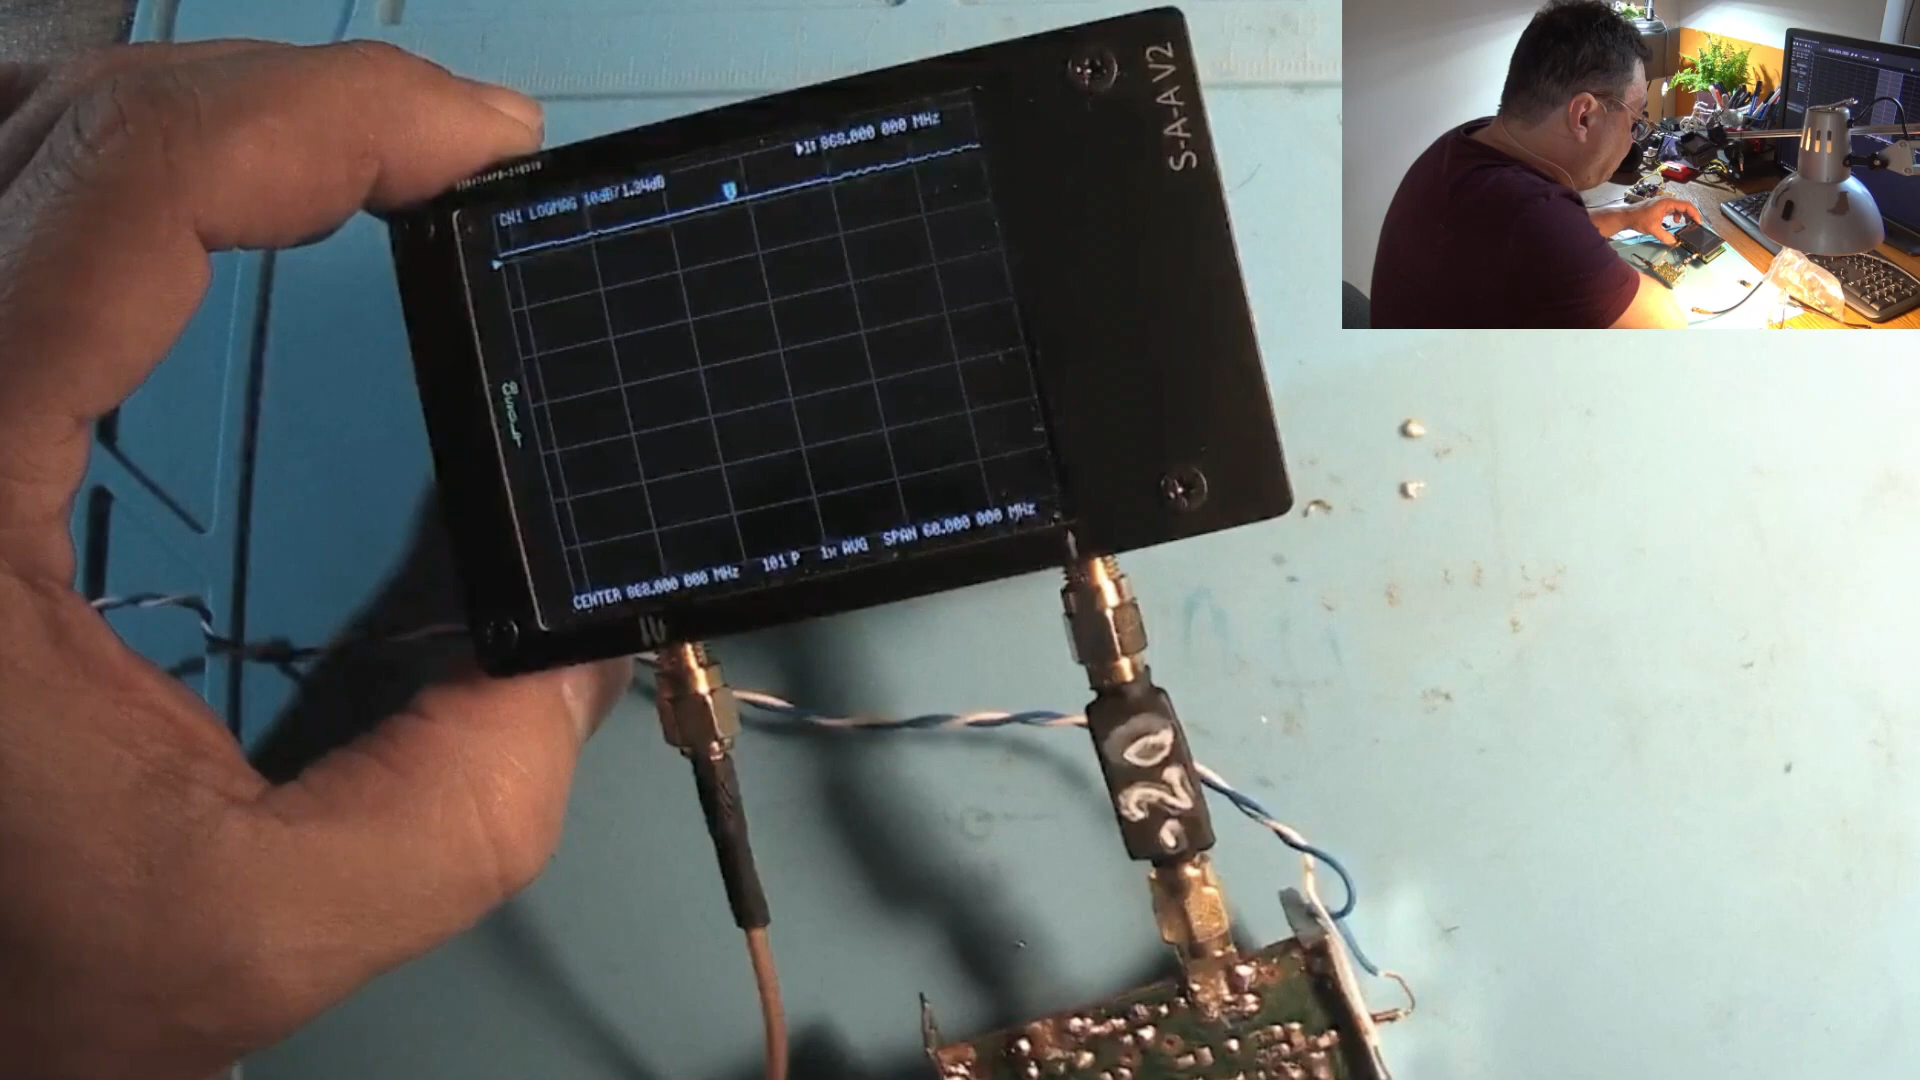 S-A-A V2
▶1: 868.000 000 MHz
CH1 LOGMAG 10dB/ 1.34dB
1
CENTER 868.000 000 MHz 101 P 1x AVG SPAN 60.000 000 MHz
-20